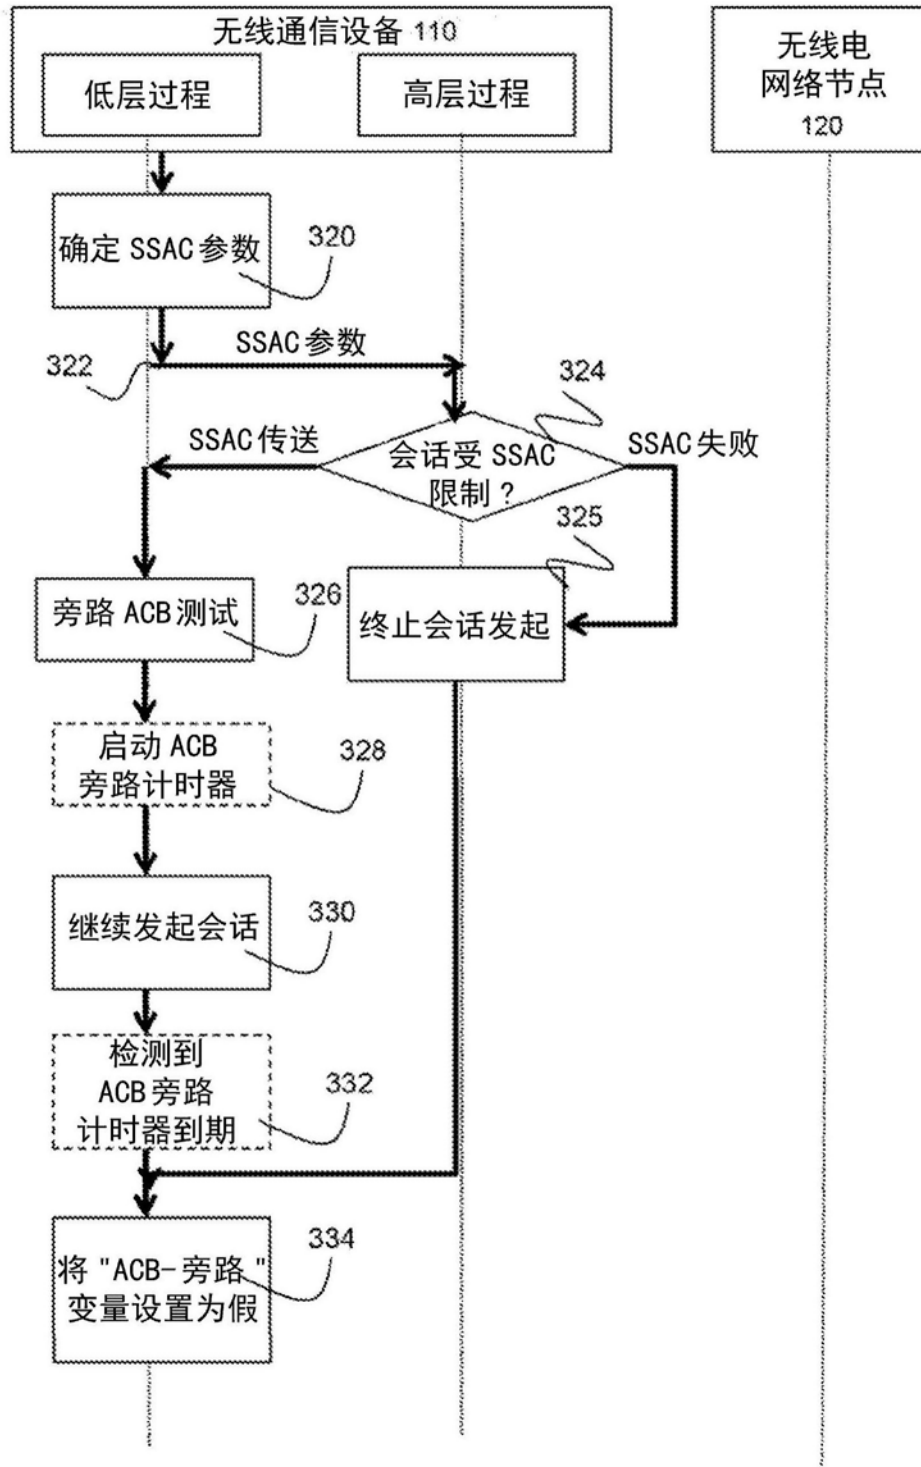 无线通信设备 110
低层过程
高层过程
无线电
网络节点
120
确定 SSAC 参数
320
SSAC 参数
322
324
SSAC 传送
会话受 SSAC
限制？
SSAC 失败
325
旁路 ACB 测试
326
终止会话发起
启动 ACB
旁路计时器
328
继续发起会话
330
检测到
ACB 旁路
计时器到期
332
334
将 "ACB-旁路 "
变量设置为假